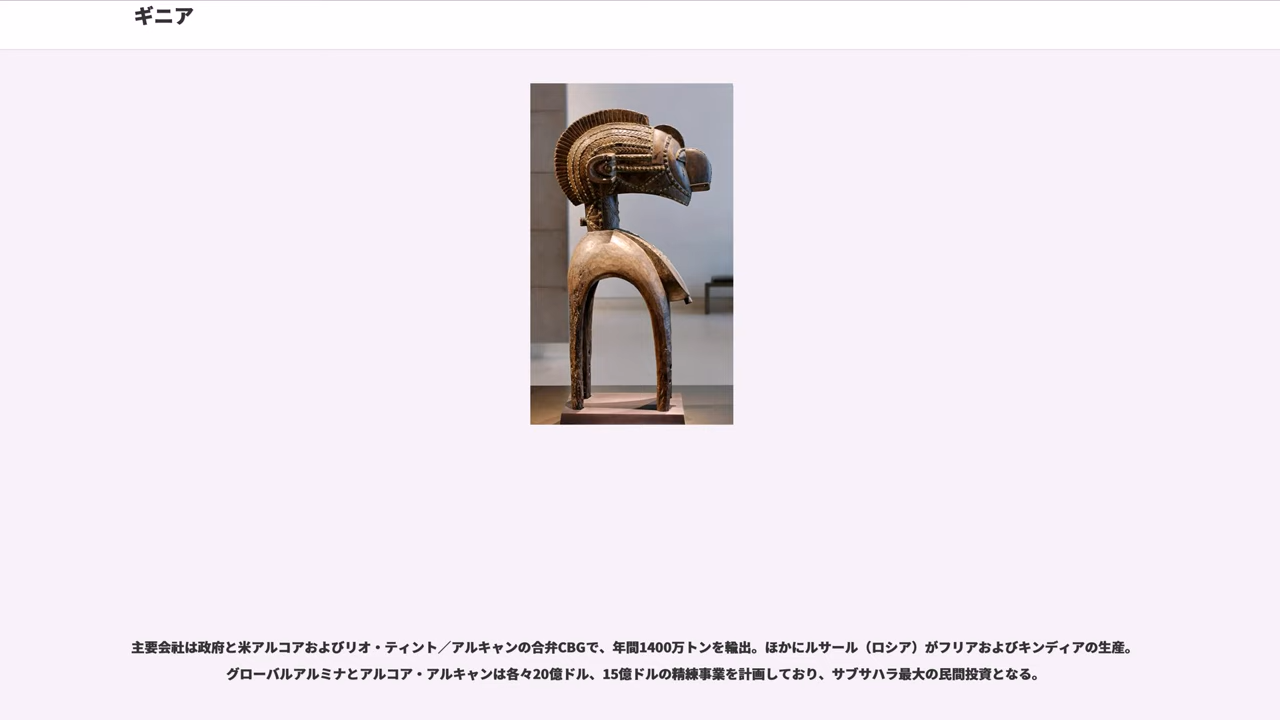 ギニア
主要会社は政府と米アルコアおよびリオ・ティント／アルキャンの合弁CBGで、年間1400万トンを輸出。ほかにルサール（ロシア）がフリアおよびキンディアの生産。
グローバルアルミナとアルコア・アルキャンは各々20億ドル、15億ドルの精練事業を計画しており、サブサハラ最大の民間投資となる。